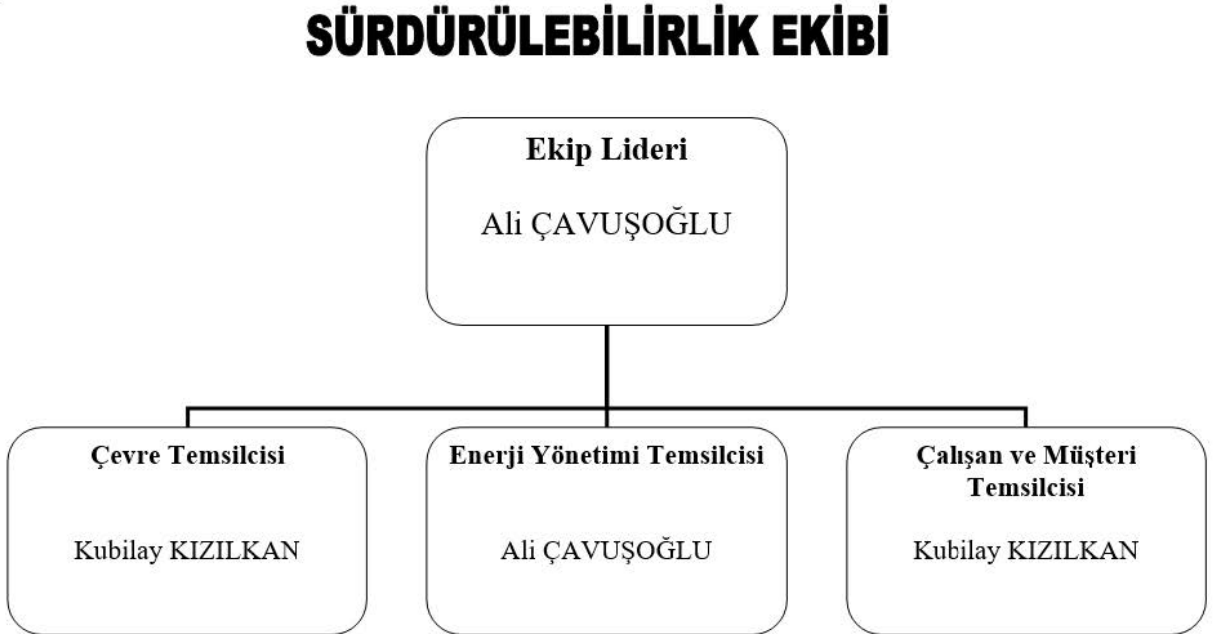 SÜRDÜRÜLEBİLİRLİK EKİBİ
Ekip Lideri
Ali ÇAVUŞOĞLU
Çevre Temsilcisi
Kubilay KIZILKAN
Enerji Yönetimi Temsilcisi
Ali ÇAVUŞOĞLU
Çalışan ve Müşteri
Temsilcisi
Kubilay KIZILKAN